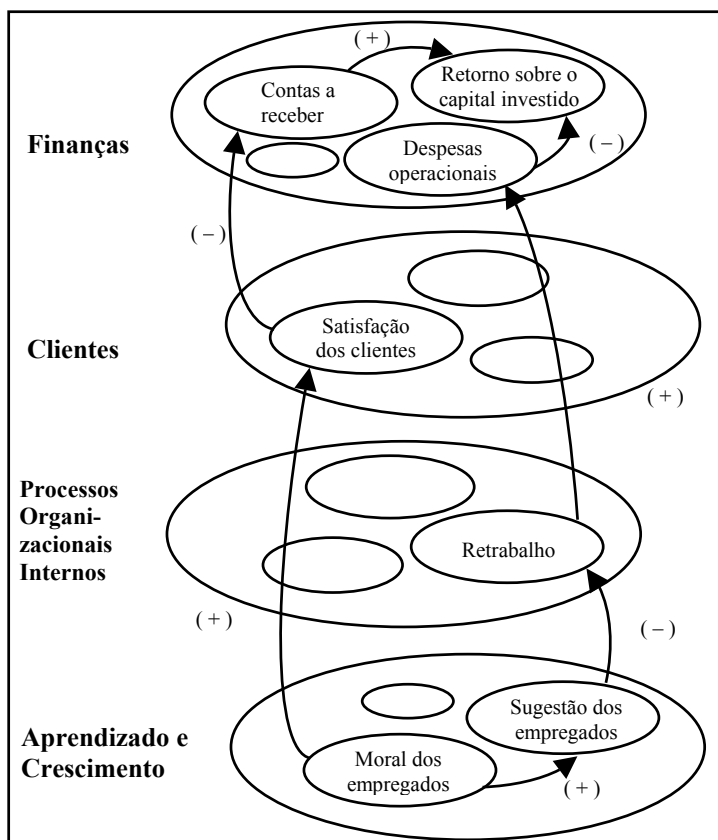 ( + )
Contas a
receber
Retorno sobre o
capital investido
Finanças
Despesas
operacionais
( − )
( − )
Clientes
Satisfação
dos clientes
( + )
Processos
Organi-
zacionais
Internos
Retrabalho
( + )
( − )
Aprendizado e
Crescimento
Sugestão dos
empregados
Moral dos
empregados
( + )